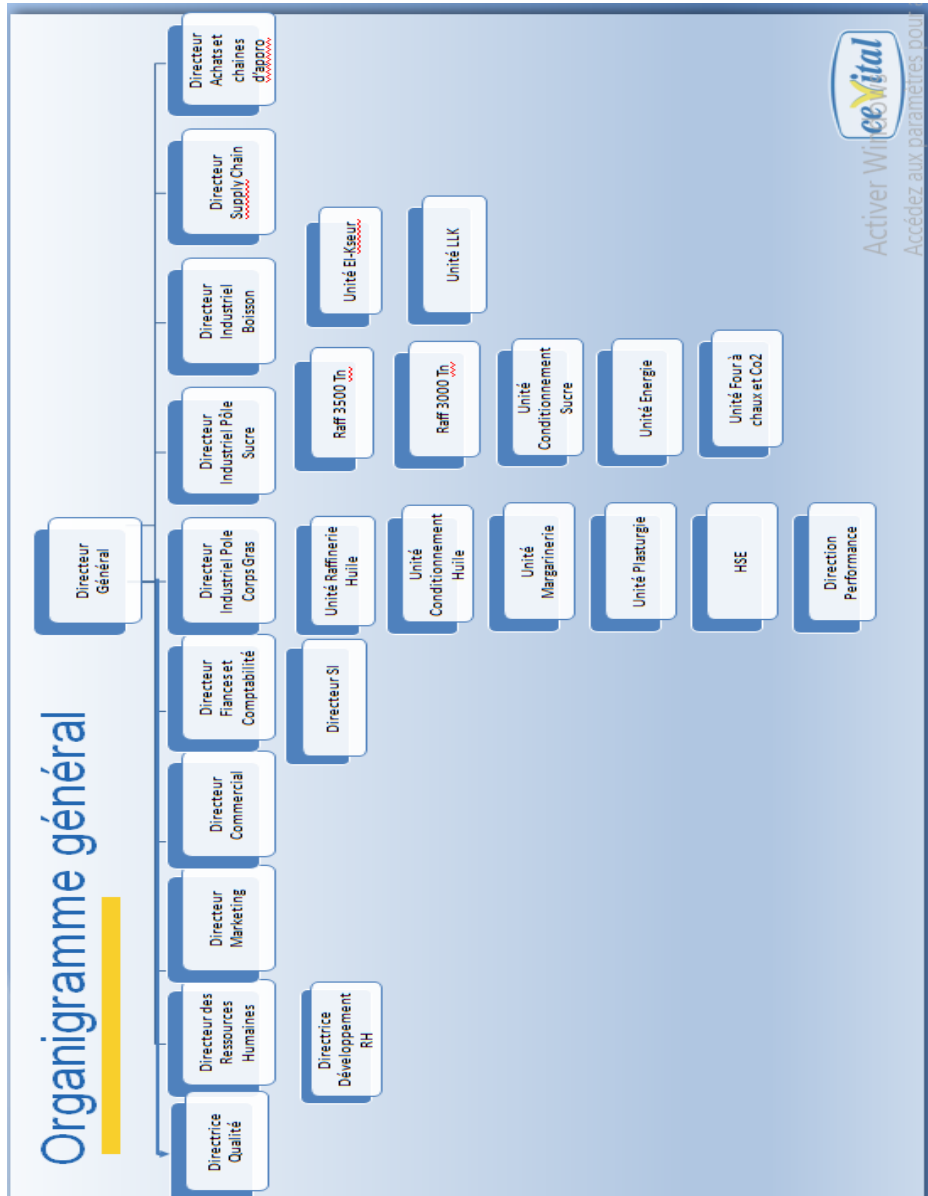 Organigramme général
Directeur
Général
Directrice
Qualité
Directeur des
Ressources
Humaines
Directeur
Marketing
Directeur
Commercial
Directeur
Fiances et
Comptabilité
Directeur
Industriel Pole
Corps Gras
Directeur
Industriel Pôle
Sucre
Directeur
Industriel
Boisson
Directeur
Supply Chain
Directeur
Achats et
chaines
d'apporo
Directrice
Développement
RH
Directeur SI
Unité Raffinerie
Huile
Unité
Conditionnement
Huile
Unité
Margarinerie
Unité Plasturgie
HSE
Direction
Performance
Raff 3500 Tn
Raff 3000 Tn
Unité
Conditionnement
Sucre
Unité Energie
Unité Four à
chaux et Co2
Unité El-Kseur
Unité LLK
ceVital
Activer Windows
Accédez aux paramètres pour